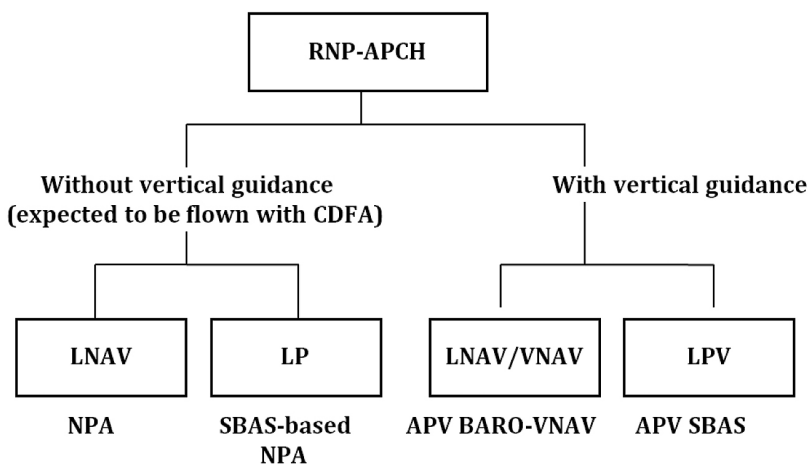 RNP-APCH
Without vertical guidance
(expected to be flown with CDFA)
With vertical guidance
LNAV
LP
LNAV/VNAV
LPV
NPA
SBAS-based
NPA
APV BARO-VNAV
APV SBAS